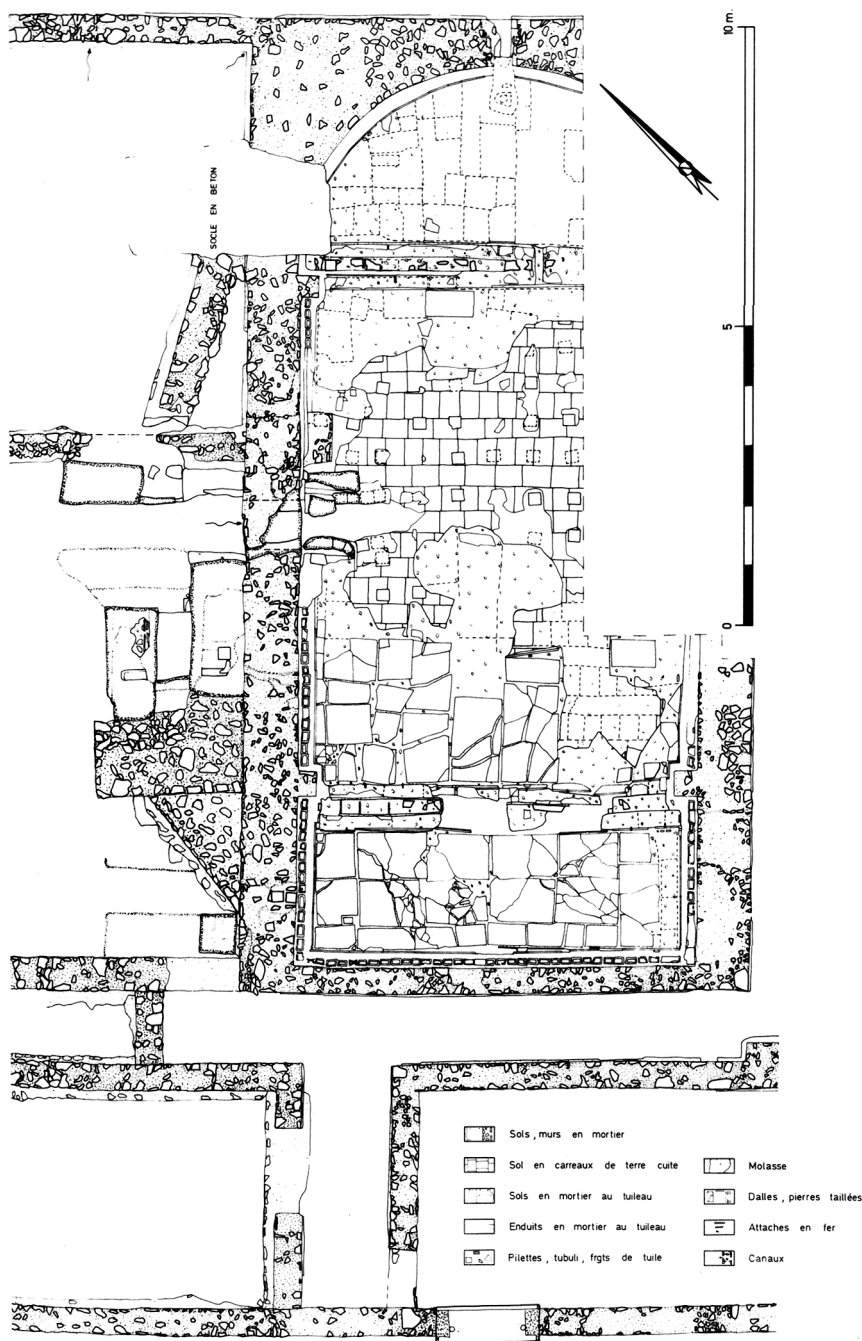 10 m.
SOCLE EN BETON
5
0
Sols, murs en mortier
Sol en carreaux de terre cuite
Sols en mortier au tuileau
Enduits en mortier au tuileau
Pilettes, tubuli, frgts de tuile
Molasse
Dalles, pierres taillées
Attaches en fer
Canaux